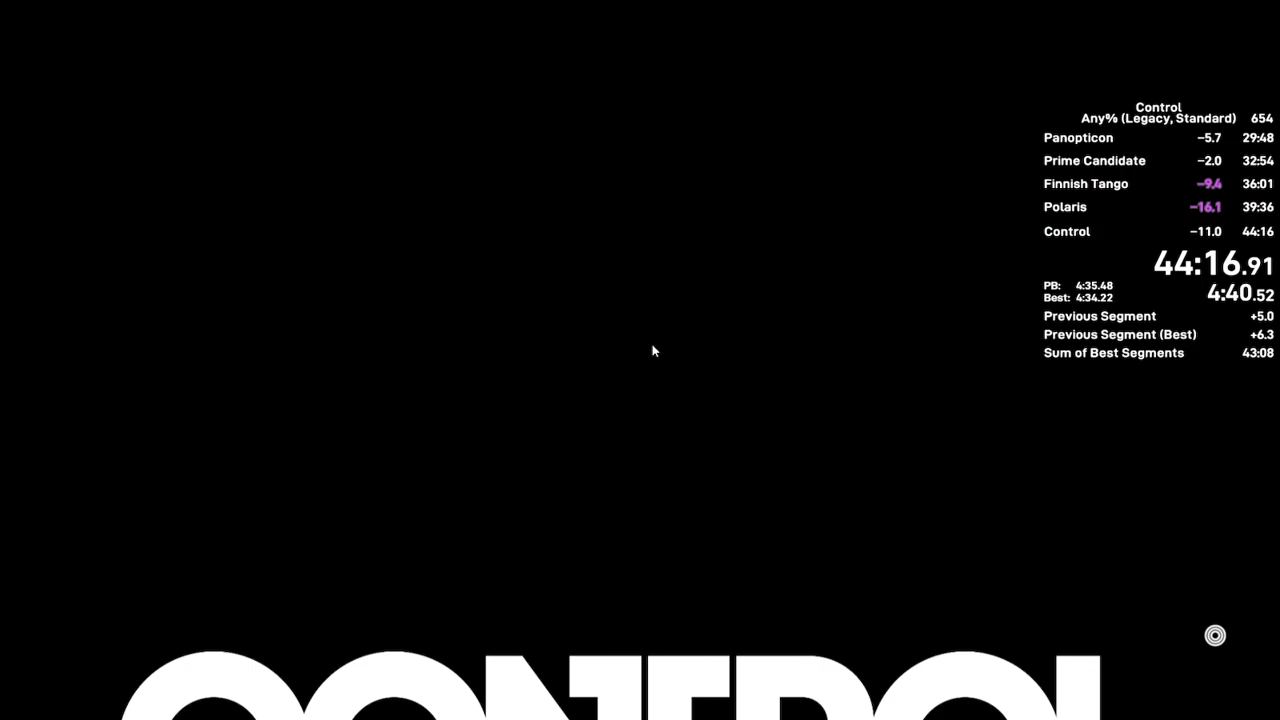 Control
Any% (Legacy, Standard) 654
Panopticon −5.7 29:48
Prime Candidate −2.0 32:54
Finnish Tango −9.4 36:01
Polaris −16.1 39:36
Control −11.0 44:16
44:16.91
PB: 4:35.48
Best: 4:34.22
4:40.52
Previous Segment +5.0
Previous Segment (Best) +6.3
Sum of Best Segments 43:08
CONTROL